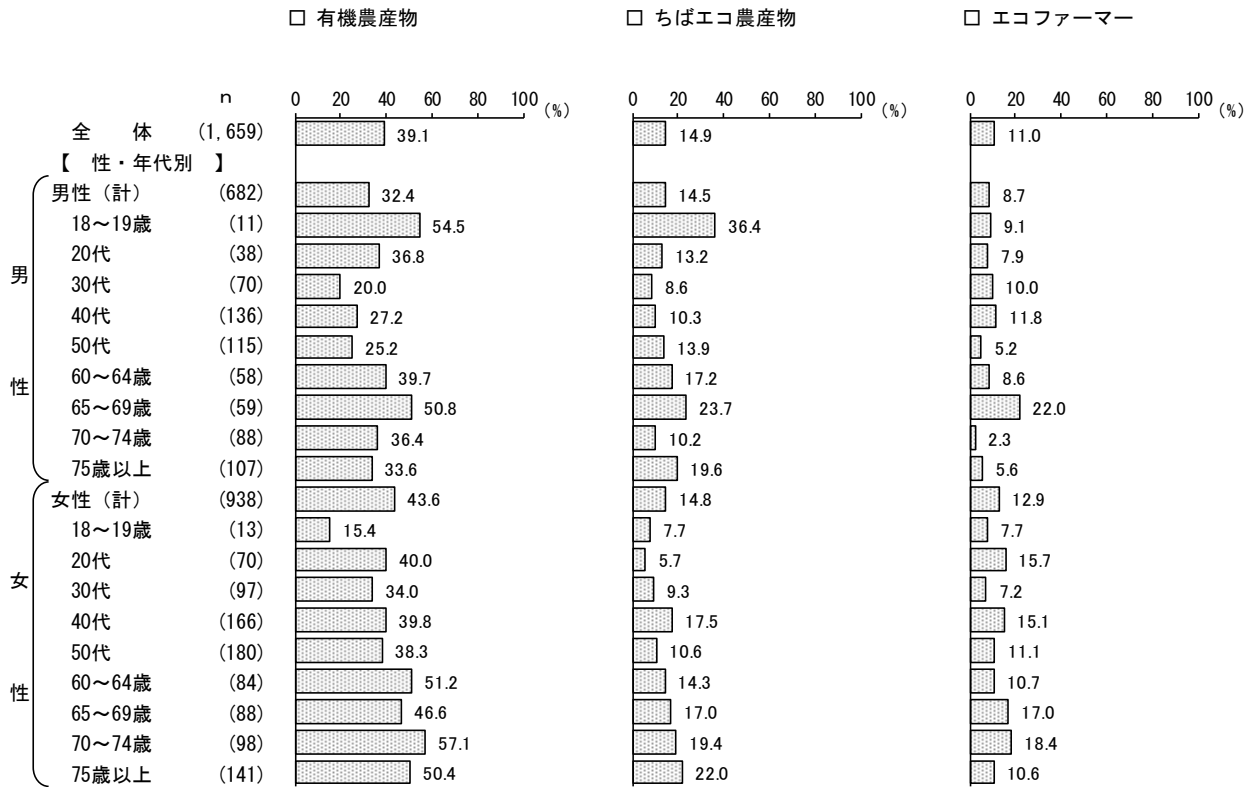 □ 有機農産物 □ ちばエコ農産物 □ エコファーマー
n 0 20 40 60 80 100 (%) 0 20 40 60 80 100 (%) 0 20 40 60 80 100 (%)
全 体 (1,659) 39.1 14.9 11.0
【 性・年代別 】
男性（計） (682) 32.4 14.5 8.7
18～19歳 (11) 54.5 36.4 9.1
20代 (38) 36.8 13.2 7.9
男
30代 (70) 20.0 8.6 10.0
40代 (136) 27.2 10.3 11.8
50代 (115) 25.2 13.9 5.2
性
60～64歳 (58) 39.7 17.2 8.6
65～69歳 (59) 50.8 23.7 22.0
70～74歳 (88) 36.4 10.2 2.3
75歳以上 (107) 33.6 19.6 5.6
女性（計） (938) 43.6 14.8 12.9
18～19歳 (13) 15.4 7.7 7.7
20代 (70) 40.0 5.7 15.7
女
30代 (97) 34.0 9.3 7.2
40代 (166) 39.8 17.5 15.1
50代 (180) 38.3 10.6 11.1
性
60～64歳 (84) 51.2 14.3 10.7
65～69歳 (88) 46.6 17.0 17.0
70～74歳 (98) 57.1 19.4 18.4
75歳以上 (141) 50.4 22.0 10.6